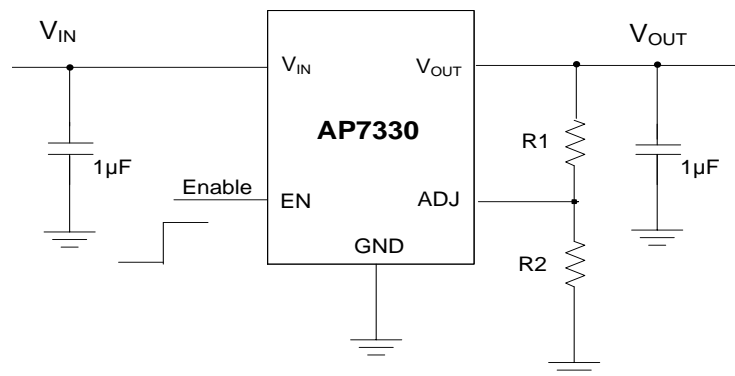 VIN
VOUT
VIN
VOUT
AP7330
R1
1µF
1µF
Enable
EN
ADJ
GND
R2